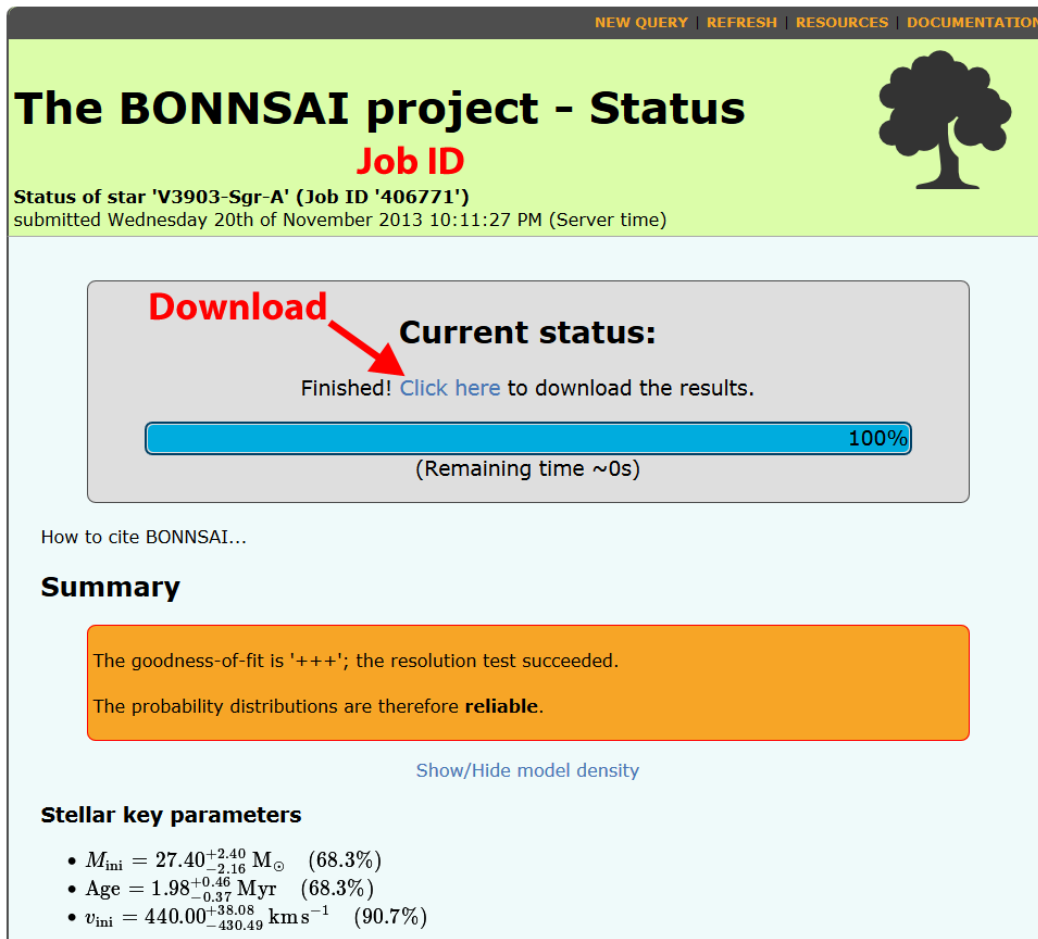 NEW QUERY | REFRESH | RESOURCES | DOCUMENTATION
The BONNSAI project - Status
Job ID
Status of star 'V3903-Sgr-A' (Job ID '406771')
submitted Wednesday 20th of November 2013 10:11:27 PM (Server time)
Download
Current status:
Finished! Click here to download the results.
100%
(Remaining time ~0s)
How to cite BONNSAI...
Summary
The goodness-of-fit is '+++'; the resolution test succeeded.
The probability distributions are therefore reliable.
Show/Hide model density
Stellar key parameters
• M_ini = 27.40 +2.40 −2.16 M⊙ (68.3%)
• Age = 1.98 +0.46 −0.37 Myr (68.3%)
• v_ini = 440.00 +38.08 −430.49 km s⁻¹ (90.7%)